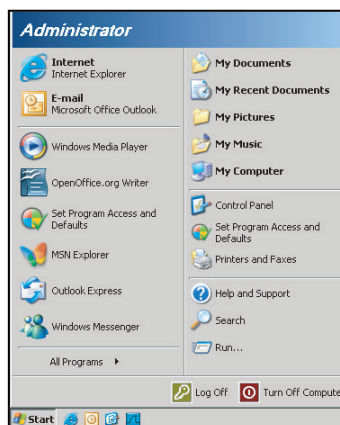 Administrator
Internet
Internet Explorer
E-mail
Microsoft Office Outlook
Windows Media Player
OpenOffice.org Writer
Set Program Access and
Defaults
MSN Explorer
Outlook Express
Windows Messenger
All Programs
My Documents
My Recent Documents
My Pictures
My Music
My Computer
Control Panel
Set Program Access and
Defaults
Printers and Faxes
Help and Support
Search
Run...
Log Off
Turn Off Compute
Start